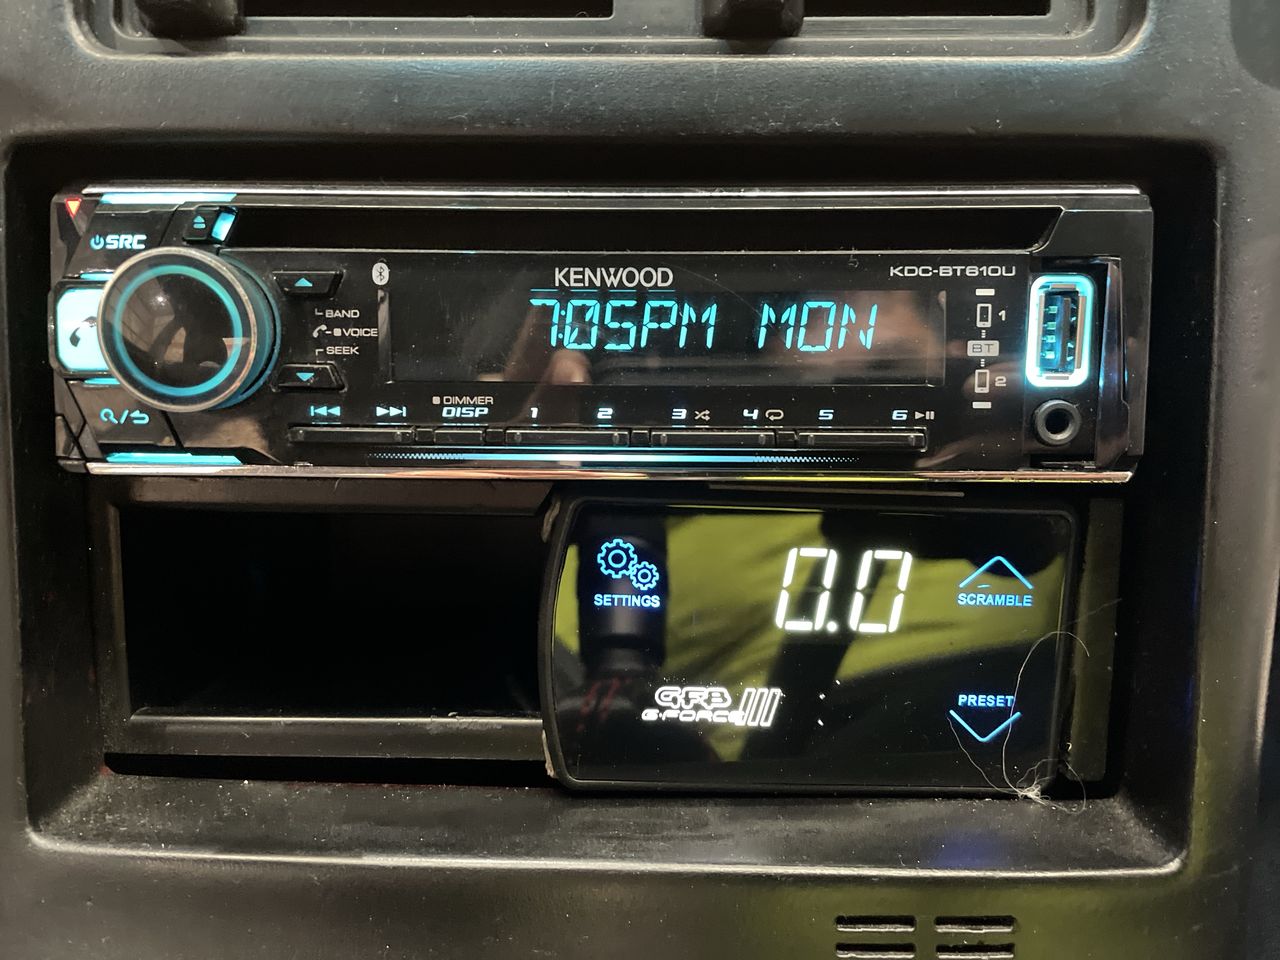 SRC
KENWOOD
KDC-BT610U
7:05PM MON
BAND
VOICE
SEEK
1
BT
2
DIMMER
DISP
1 2 3 4 5 6
SETTINGS
0.0
SCRAMBLE
GFB
G-FORCE III
PRESET